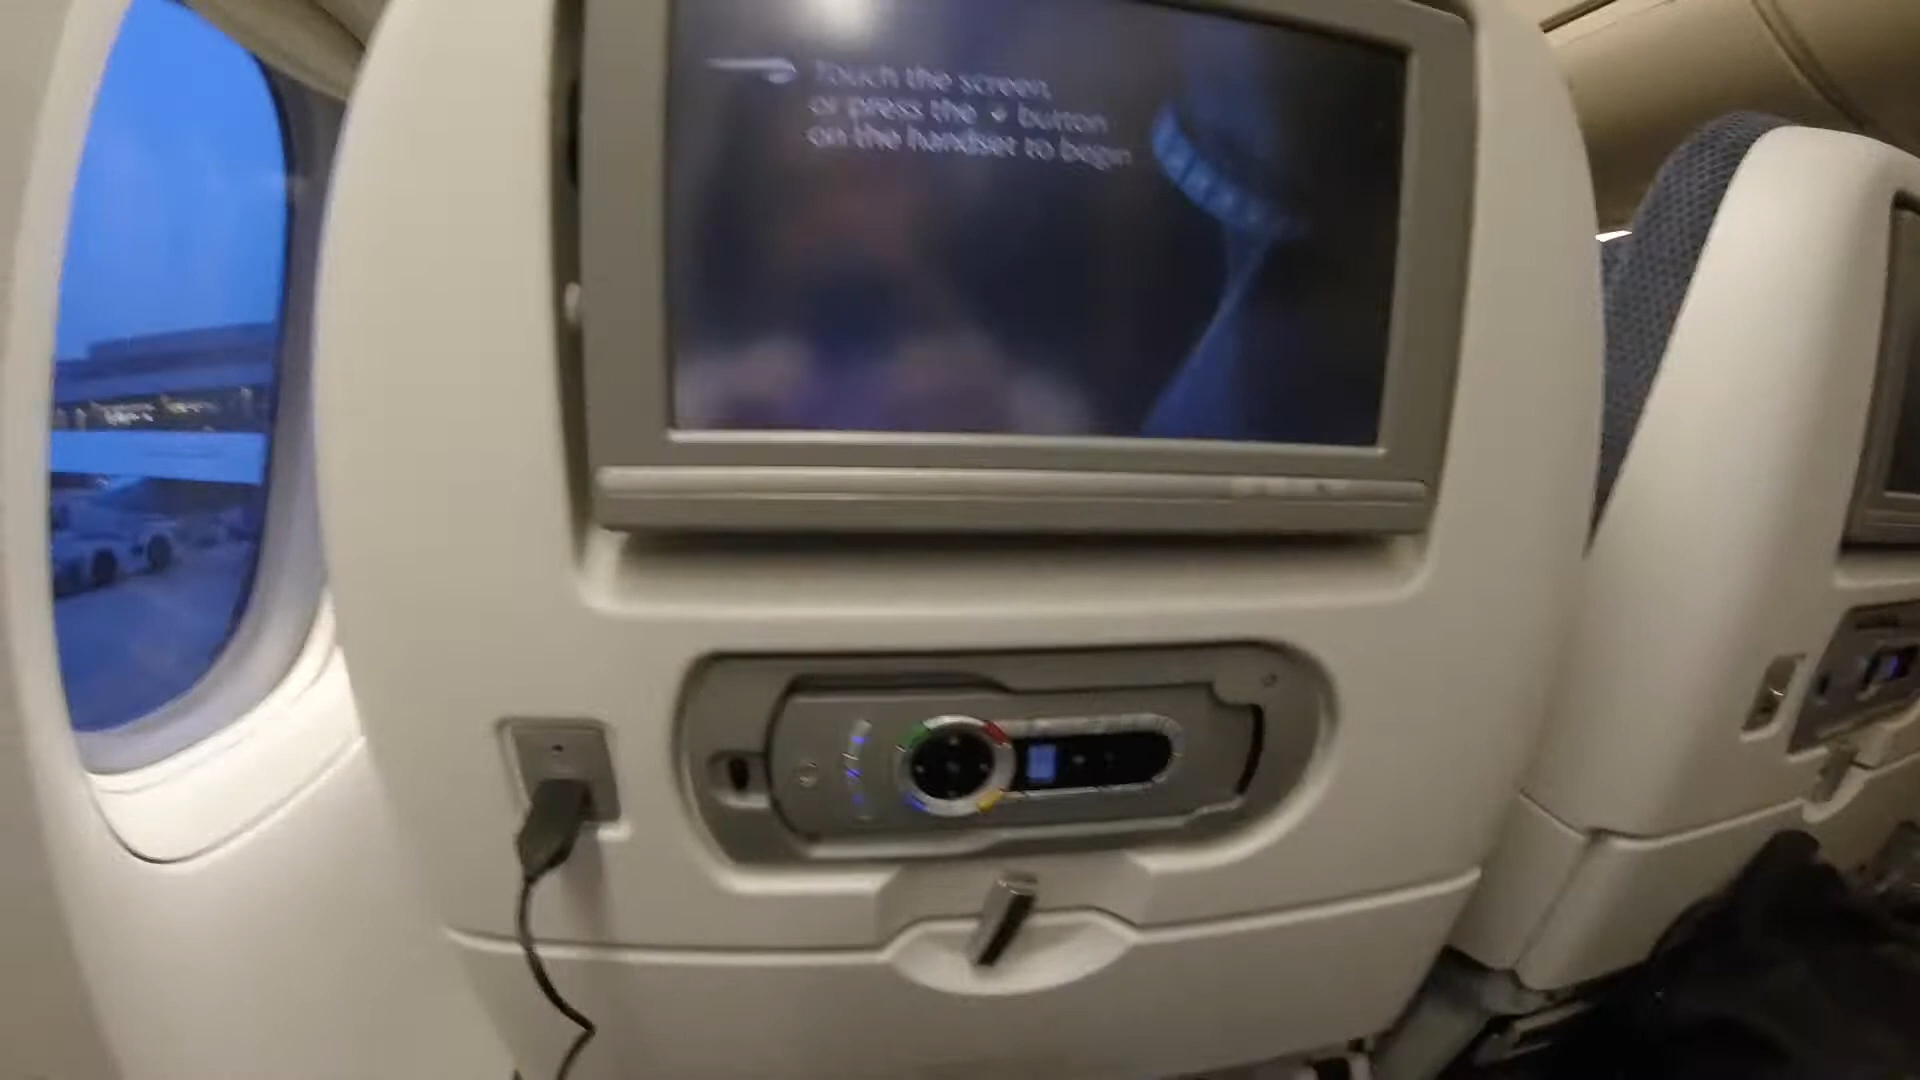 Touch the screen,
or press the ✓ button
on the handset to begin